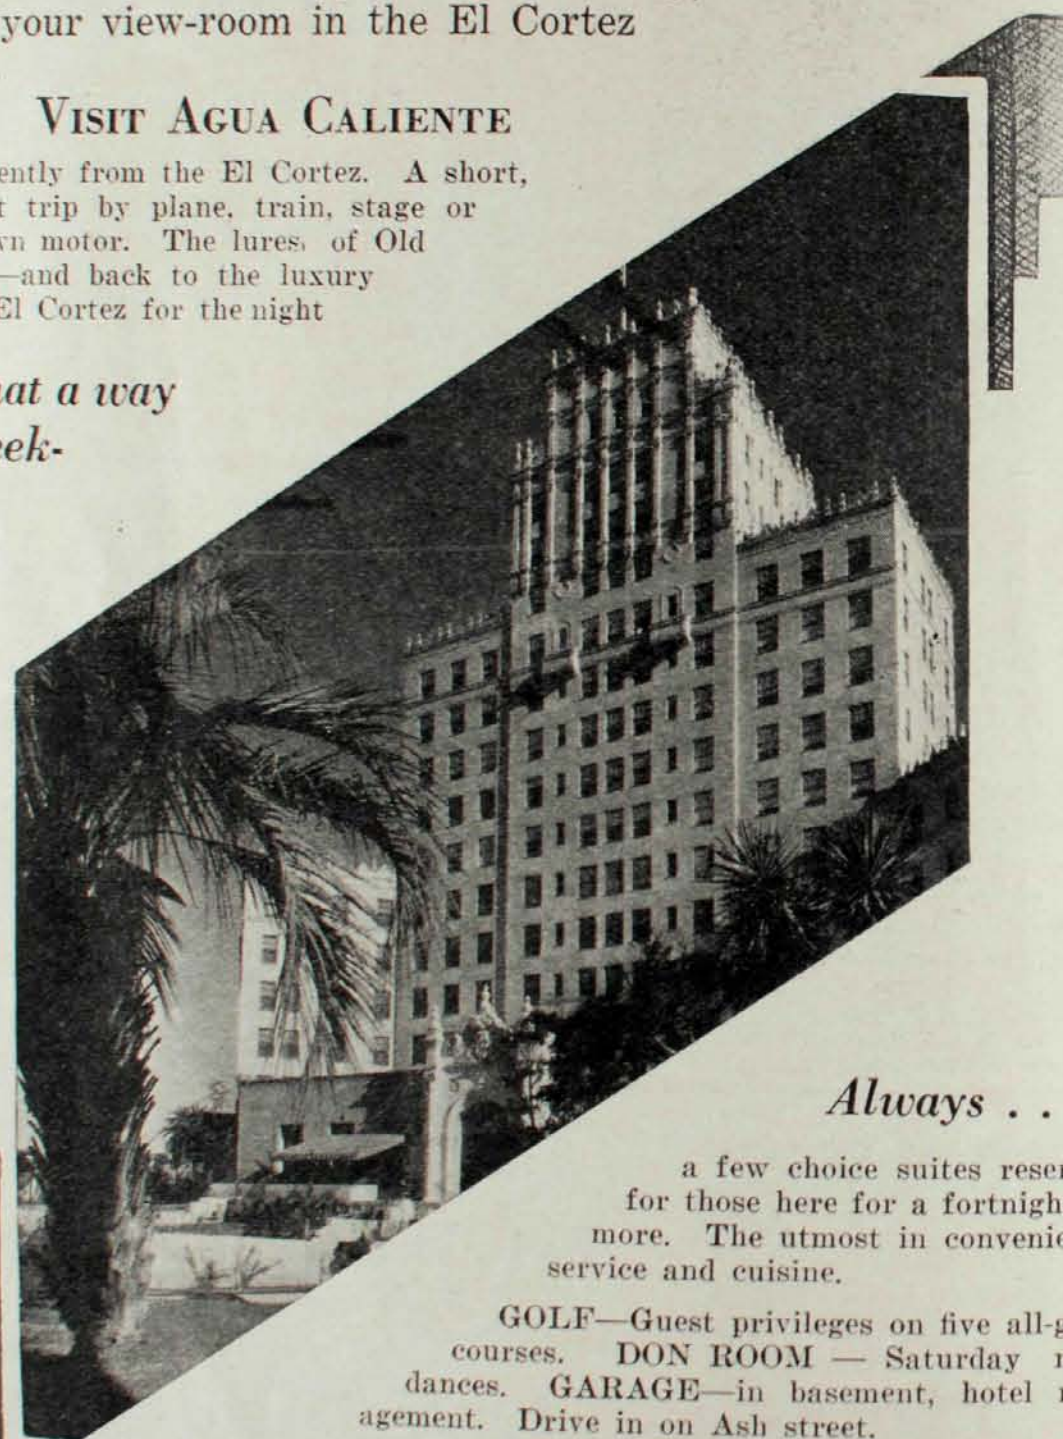 your view-room in the El Cortez
VISIT AGUA CALIENTE
ently from the El Cortez. A short,
t trip by plane, train, stage or
rn motor. The lures, of Old
—and back to the luxury
El Cortez for the night
at a way
eek-
Always . .
a few choice suites reser
for those here for a fortnigh
more. The utmost in convenie
service and cuisine.
GOLF—Guest privileges on five all-g
courses. DON ROOM — Saturday n
dances. GARAGE—in basement, hotel
agement. Drive in on Ash street.